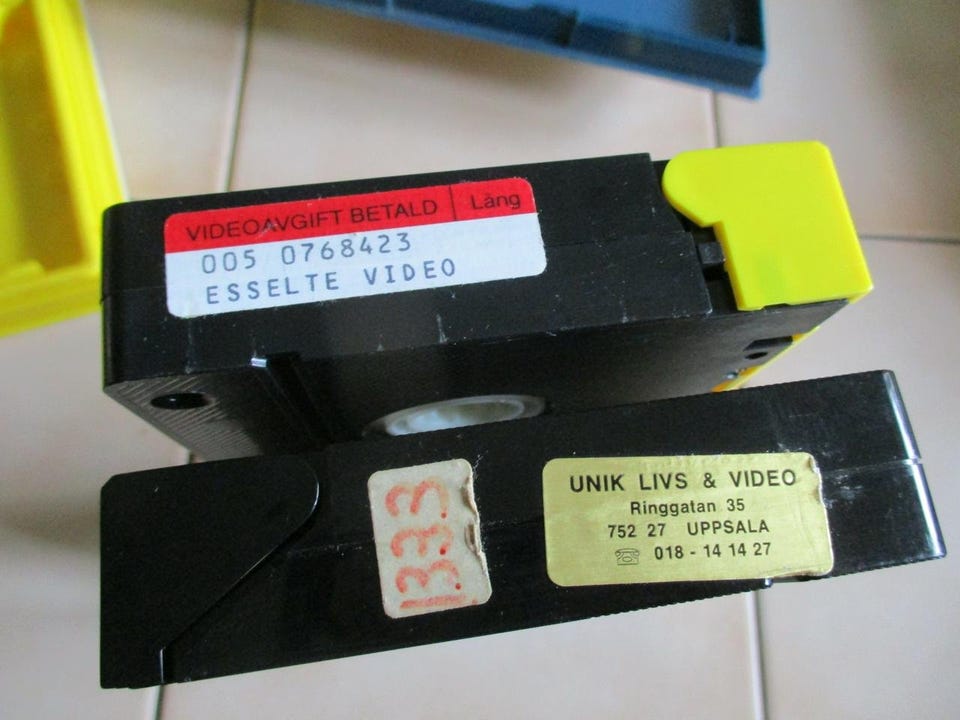 VIDEOAVGIFT BETALD | Lång
005 0768423
ESSELTE VIDEO
1333
UNIK LIVS & VIDEO
Ringgatan 35
752 27 UPPSALA
☏ 018 - 14 14 27